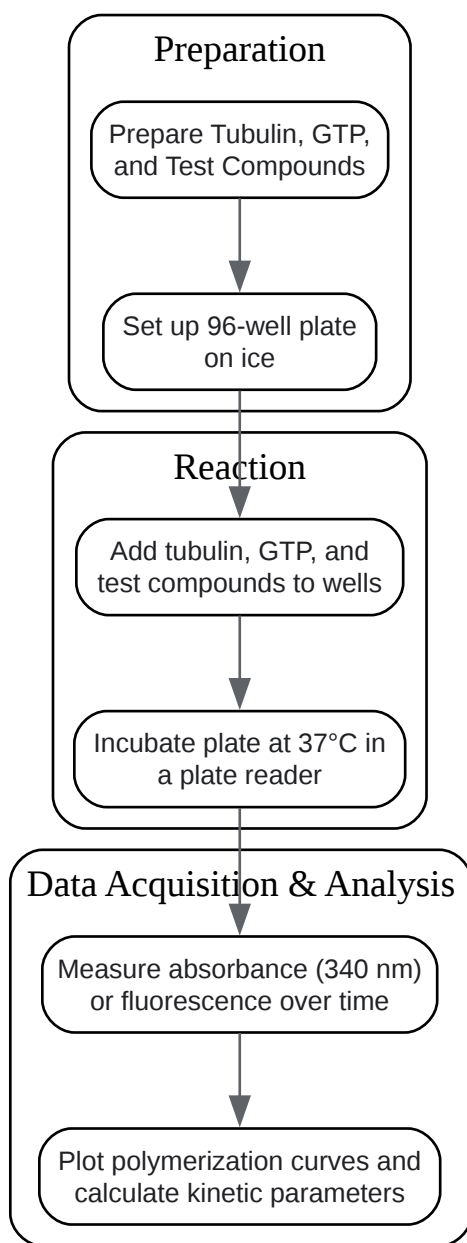 Preparation
Prepare Tubulin, GTP,
and Test Compounds
Set up 96-well plate
on ice
Reaction
Add tubulin, GTP, and
test compounds to wells
Incubate plate at 37°C in
a plate reader
Data Acquisition & Analysis
Measure absorbance (340 nm)
or fluorescence over time
Plot polymerization curves and
calculate kinetic parameters